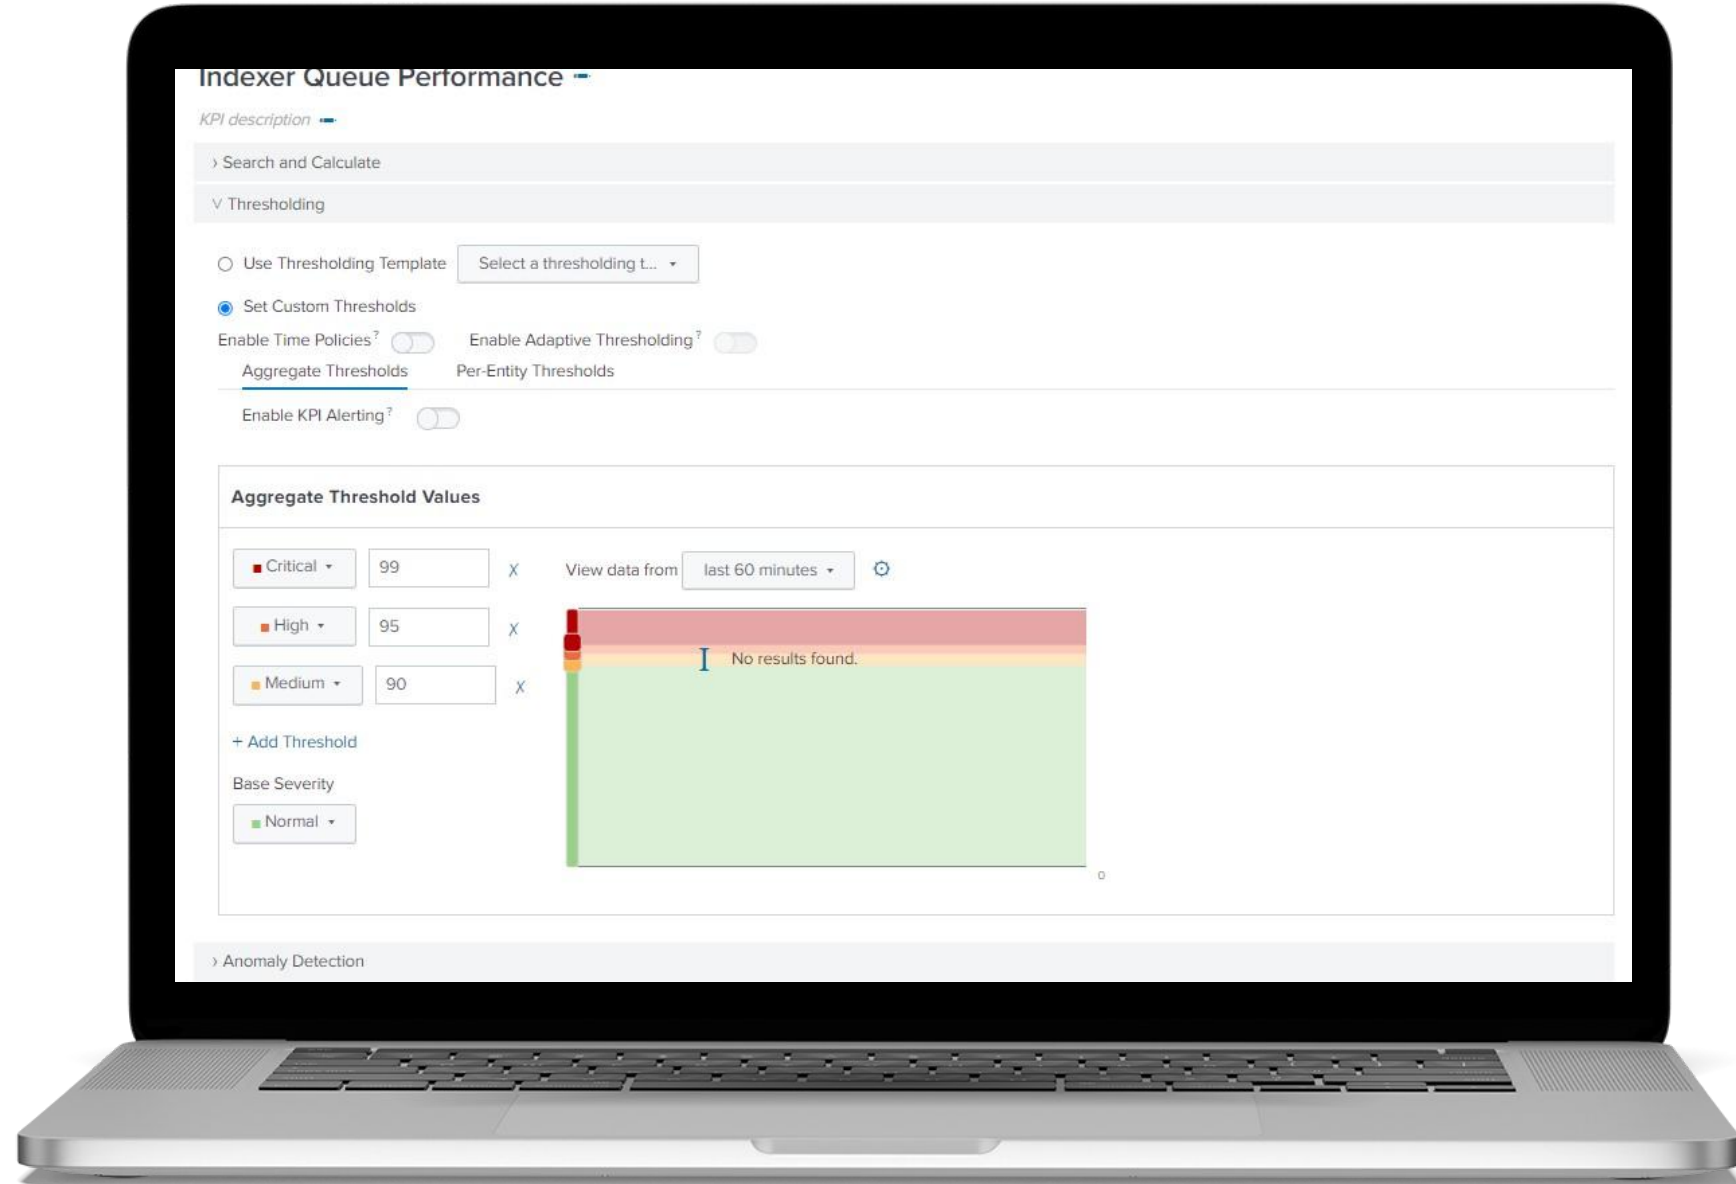 Indexer Queue Performance
KPI description
› Search and Calculate
Thresholding
Use Thresholding Template Select a thresholding t...
Set Custom Thresholds
Enable Time Policies ? Enable Adaptive Thresholding ?
Aggregate Thresholds Per-Entity Thresholds
Enable KPI Alerting ?
Aggregate Threshold Values
Critical 99 X View data from last 60 minutes
High 95 X
No results found.
Medium 90 X
+ Add Threshold
Base Severity
Normal
0
› Anomaly Detection